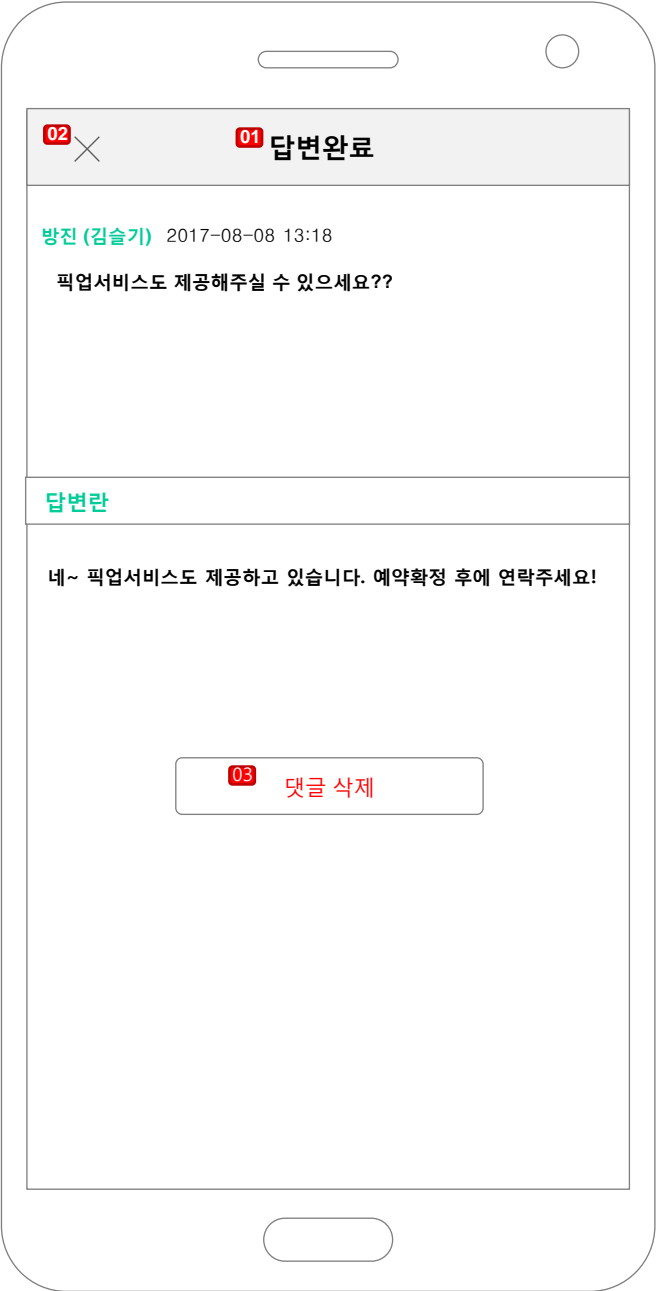 02
01 답변완료
방진 (김슬기) 2017-08-08 13:18
픽업서비스도 제공해주실 수 있으세요??
답변란
네~ 픽업서비스도 제공하고 있습니다. 예약확정 후에 연락주세요!
03 댓글 삭제